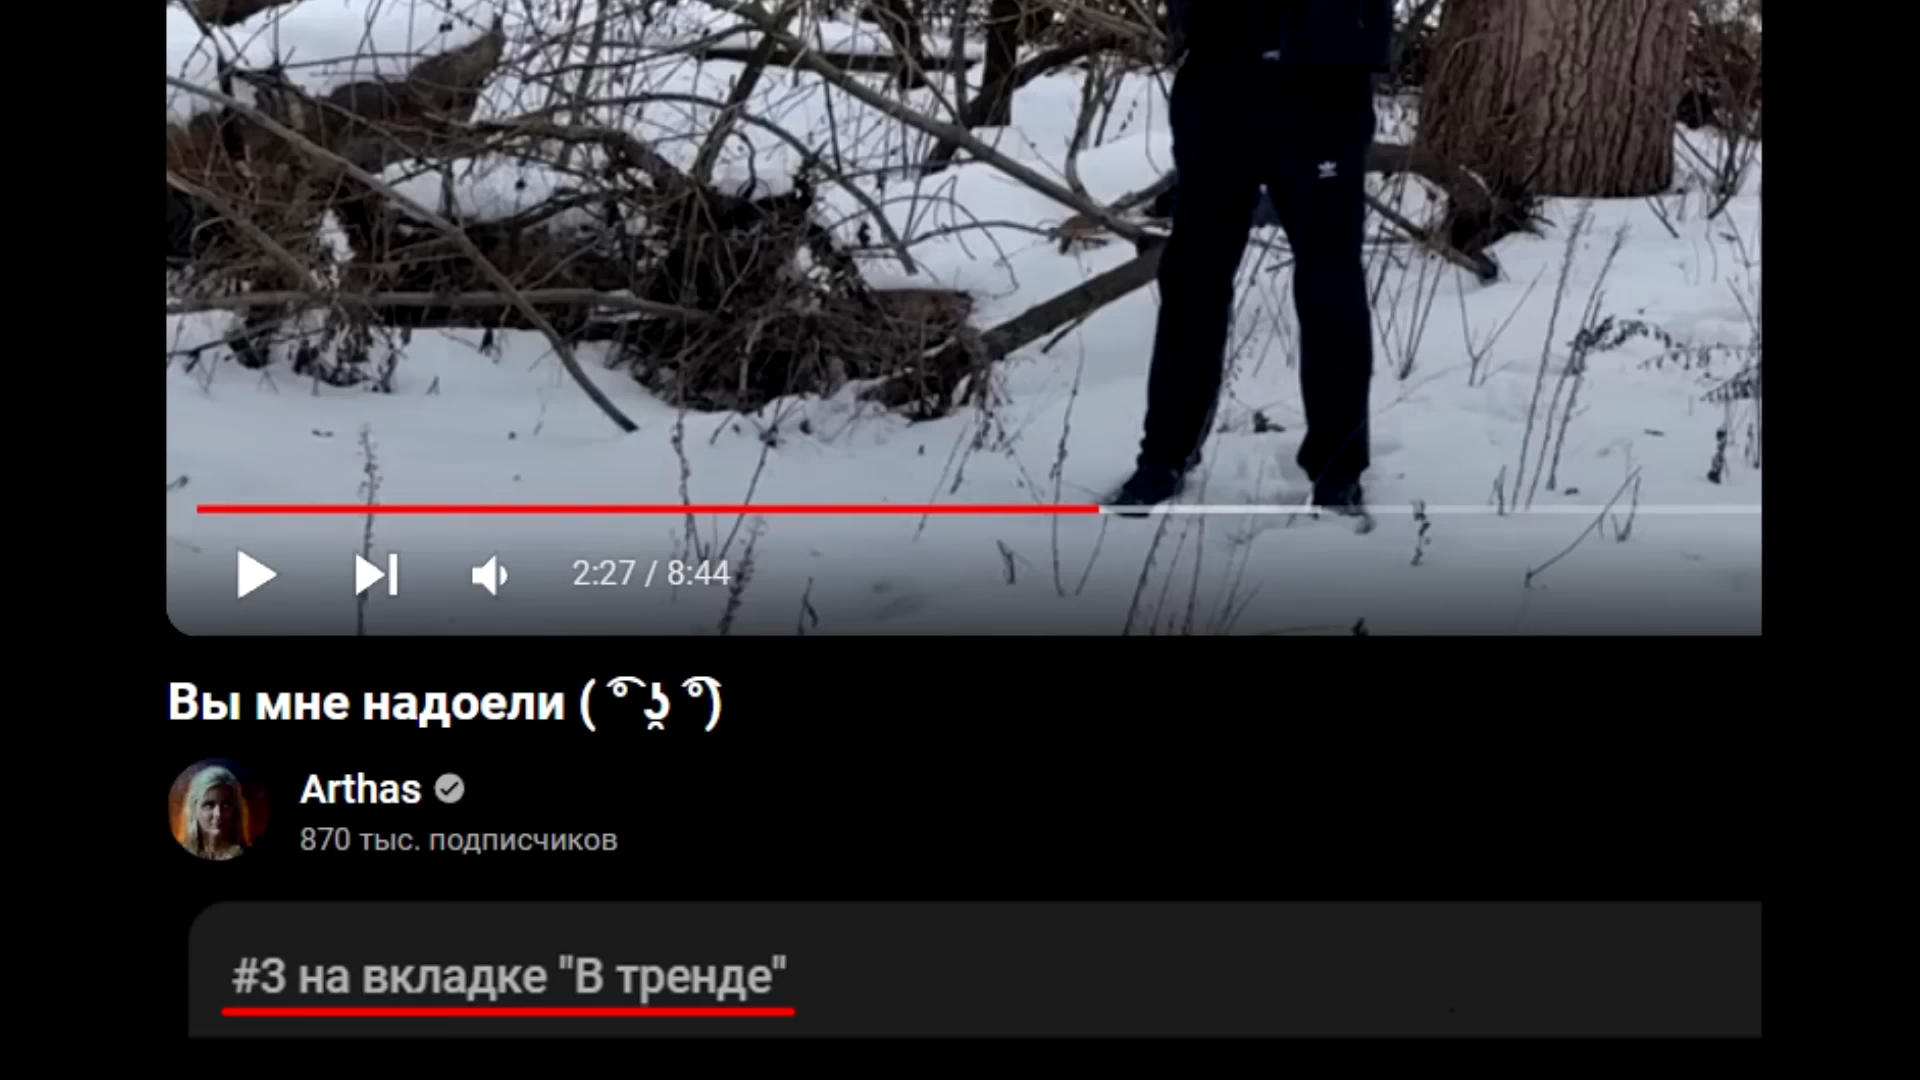 2:27 / 8:44
Вы мне надоели ( ͡° ͜ʖ ͡°)
Arthas
870 тыс. подписчиков
#3 на вкладке "В тренде"